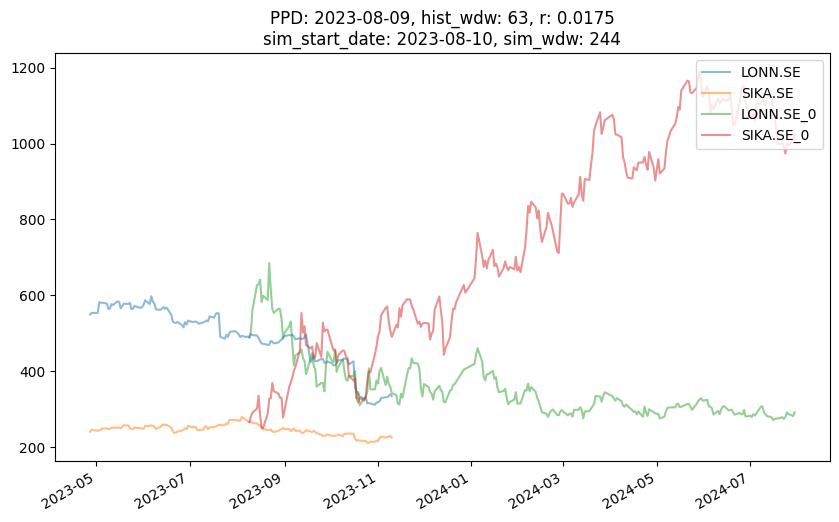 PPD: 2023-08-09, hist_wdw: 63, r: 0.0175
sim_start_date: 2023-08-10, sim_wdw: 244
1200
1000
800
600
400
200
LONN.SE
SIKA.SE
LONN.SE_0
SIKA.SE_0
2023-05
2023-07
2023-09
2023-11
2024-01
2024-03
2024-05
2024-07